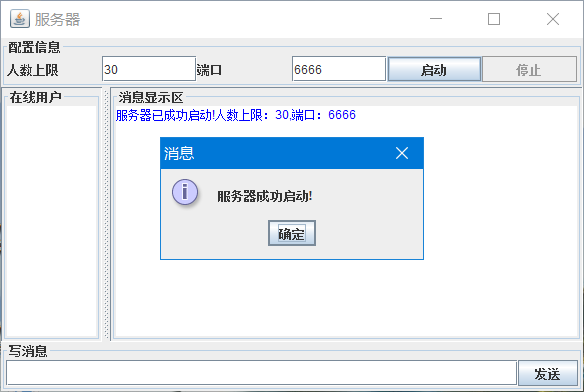 服务器
配置信息
人数上限 30 端口 6666 启动 停止
在线用户 消息显示区
服务器已成功启动!人数上限：30,端口：6666
消息
服务器成功启动!
确定
写消息
发送